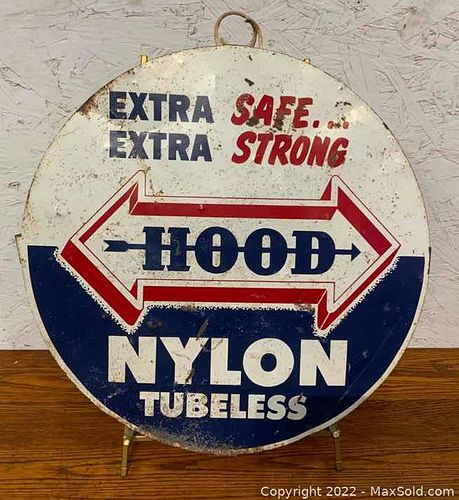 EXTRA SAFE...
EXTRA STRONG
HOOD
NYLON
TUBELESS
Copyright 2022 - MaxSold.com